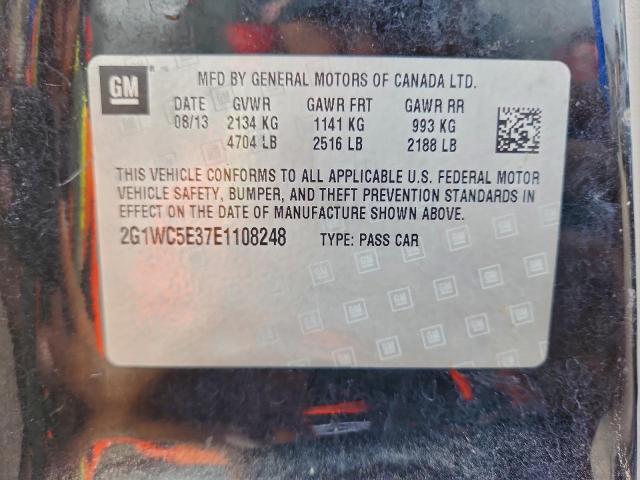 GM
MFD BY GENERAL MOTORS OF CANADA LTD.
DATE GVWR GAWR FRT GAWR RR
08/13 2134 KG 1141 KG 993 KG
4704 LB 2516 LB 2188 LB
THIS VEHICLE CONFORMS TO ALL APPLICABLE U.S. FEDERAL MOTOR
VEHICLE SAFETY, BUMPER, AND THEFT PREVENTION STANDARDS IN
EFFECT ON THE DATE OF MANUFACTURE SHOWN ABOVE.
2G1WC5E37E1108248 TYPE: PASS CAR